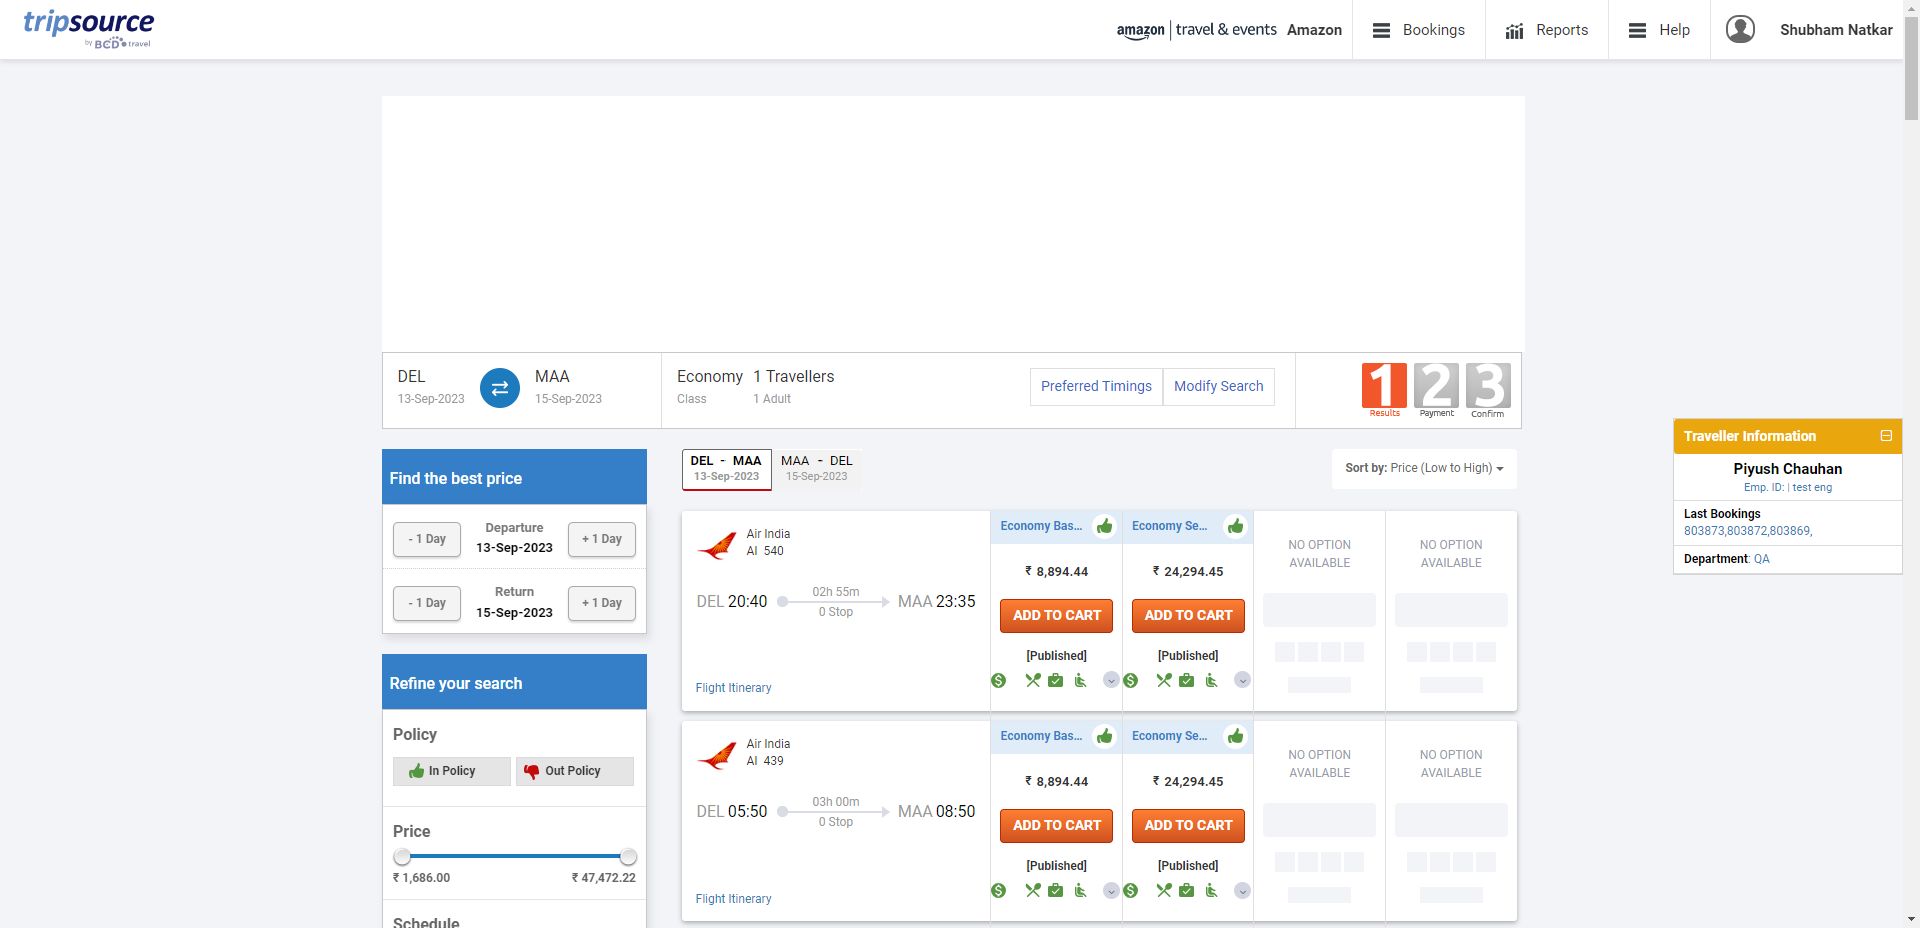 tripsource
by BCD travel
amazon | travel & events Amazon
Bookings
Reports
Help
Shubham Natkar
DEL
13-Sep-2023
MAA
15-Sep-2023
Economy
Class
1 Travellers
1 Adult
Preferred Timings
Modify Search
1
Results
2
Payment
3
Confirm
Traveller Information
Piyush Chauhan
Emp. ID: | test eng
Last Bookings
803873,803872,803869,
Department: QA
Find the best price
- 1 Day
Departure
13-Sep-2023
+ 1 Day
- 1 Day
Return
15-Sep-2023
+ 1 Day
Refine your search
Policy
In Policy
Out Policy
Price
₹ 1,686.00
₹ 47,472.22
Schedule
DEL - MAA
13-Sep-2023
MAA - DEL
15-Sep-2023
Sort by: Price (Low to High)
Air India
AI 540
DEL 20:40
02h 55m
0 Stop
MAA 23:35
Flight Itinerary
Economy Bas...
₹ 8,894.44
ADD TO CART
[Published]
Economy Se...
₹ 24,294.45
ADD TO CART
[Published]
NO OPTION
AVAILABLE
NO OPTION
AVAILABLE
Air India
AI 439
DEL 05:50
03h 00m
0 Stop
MAA 08:50
Flight Itinerary
Economy Bas...
₹ 8,894.44
ADD TO CART
[Published]
Economy Se...
₹ 24,294.45
ADD TO CART
[Published]
NO OPTION
AVAILABLE
NO OPTION
AVAILABLE